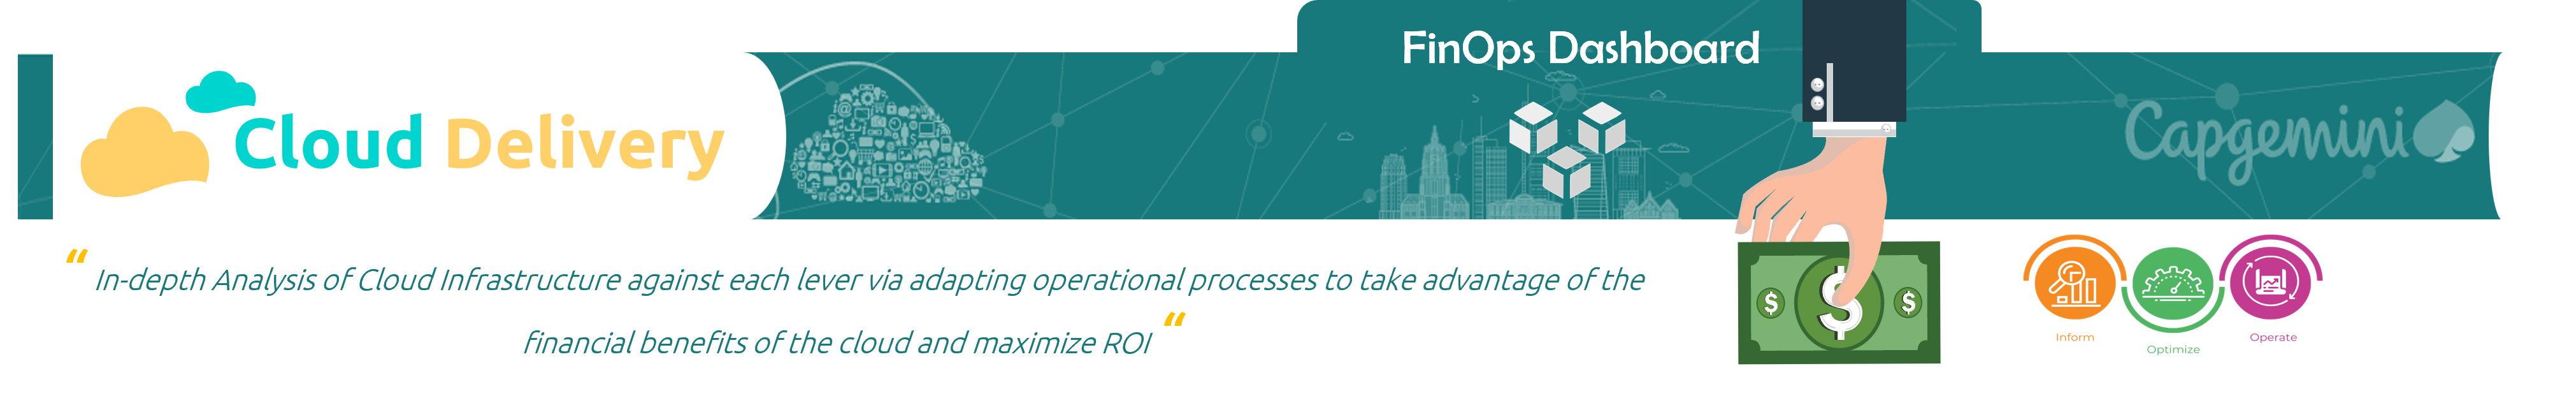 FinOps Dashboard
Cloud Delivery
Capgemini
“ In-depth Analysis of Cloud Infrastructure against each lever via adapting operational processes to take advantage of the
financial benefits of the cloud and maximize ROI “
$ $ $
Inform
Optimize
Operate